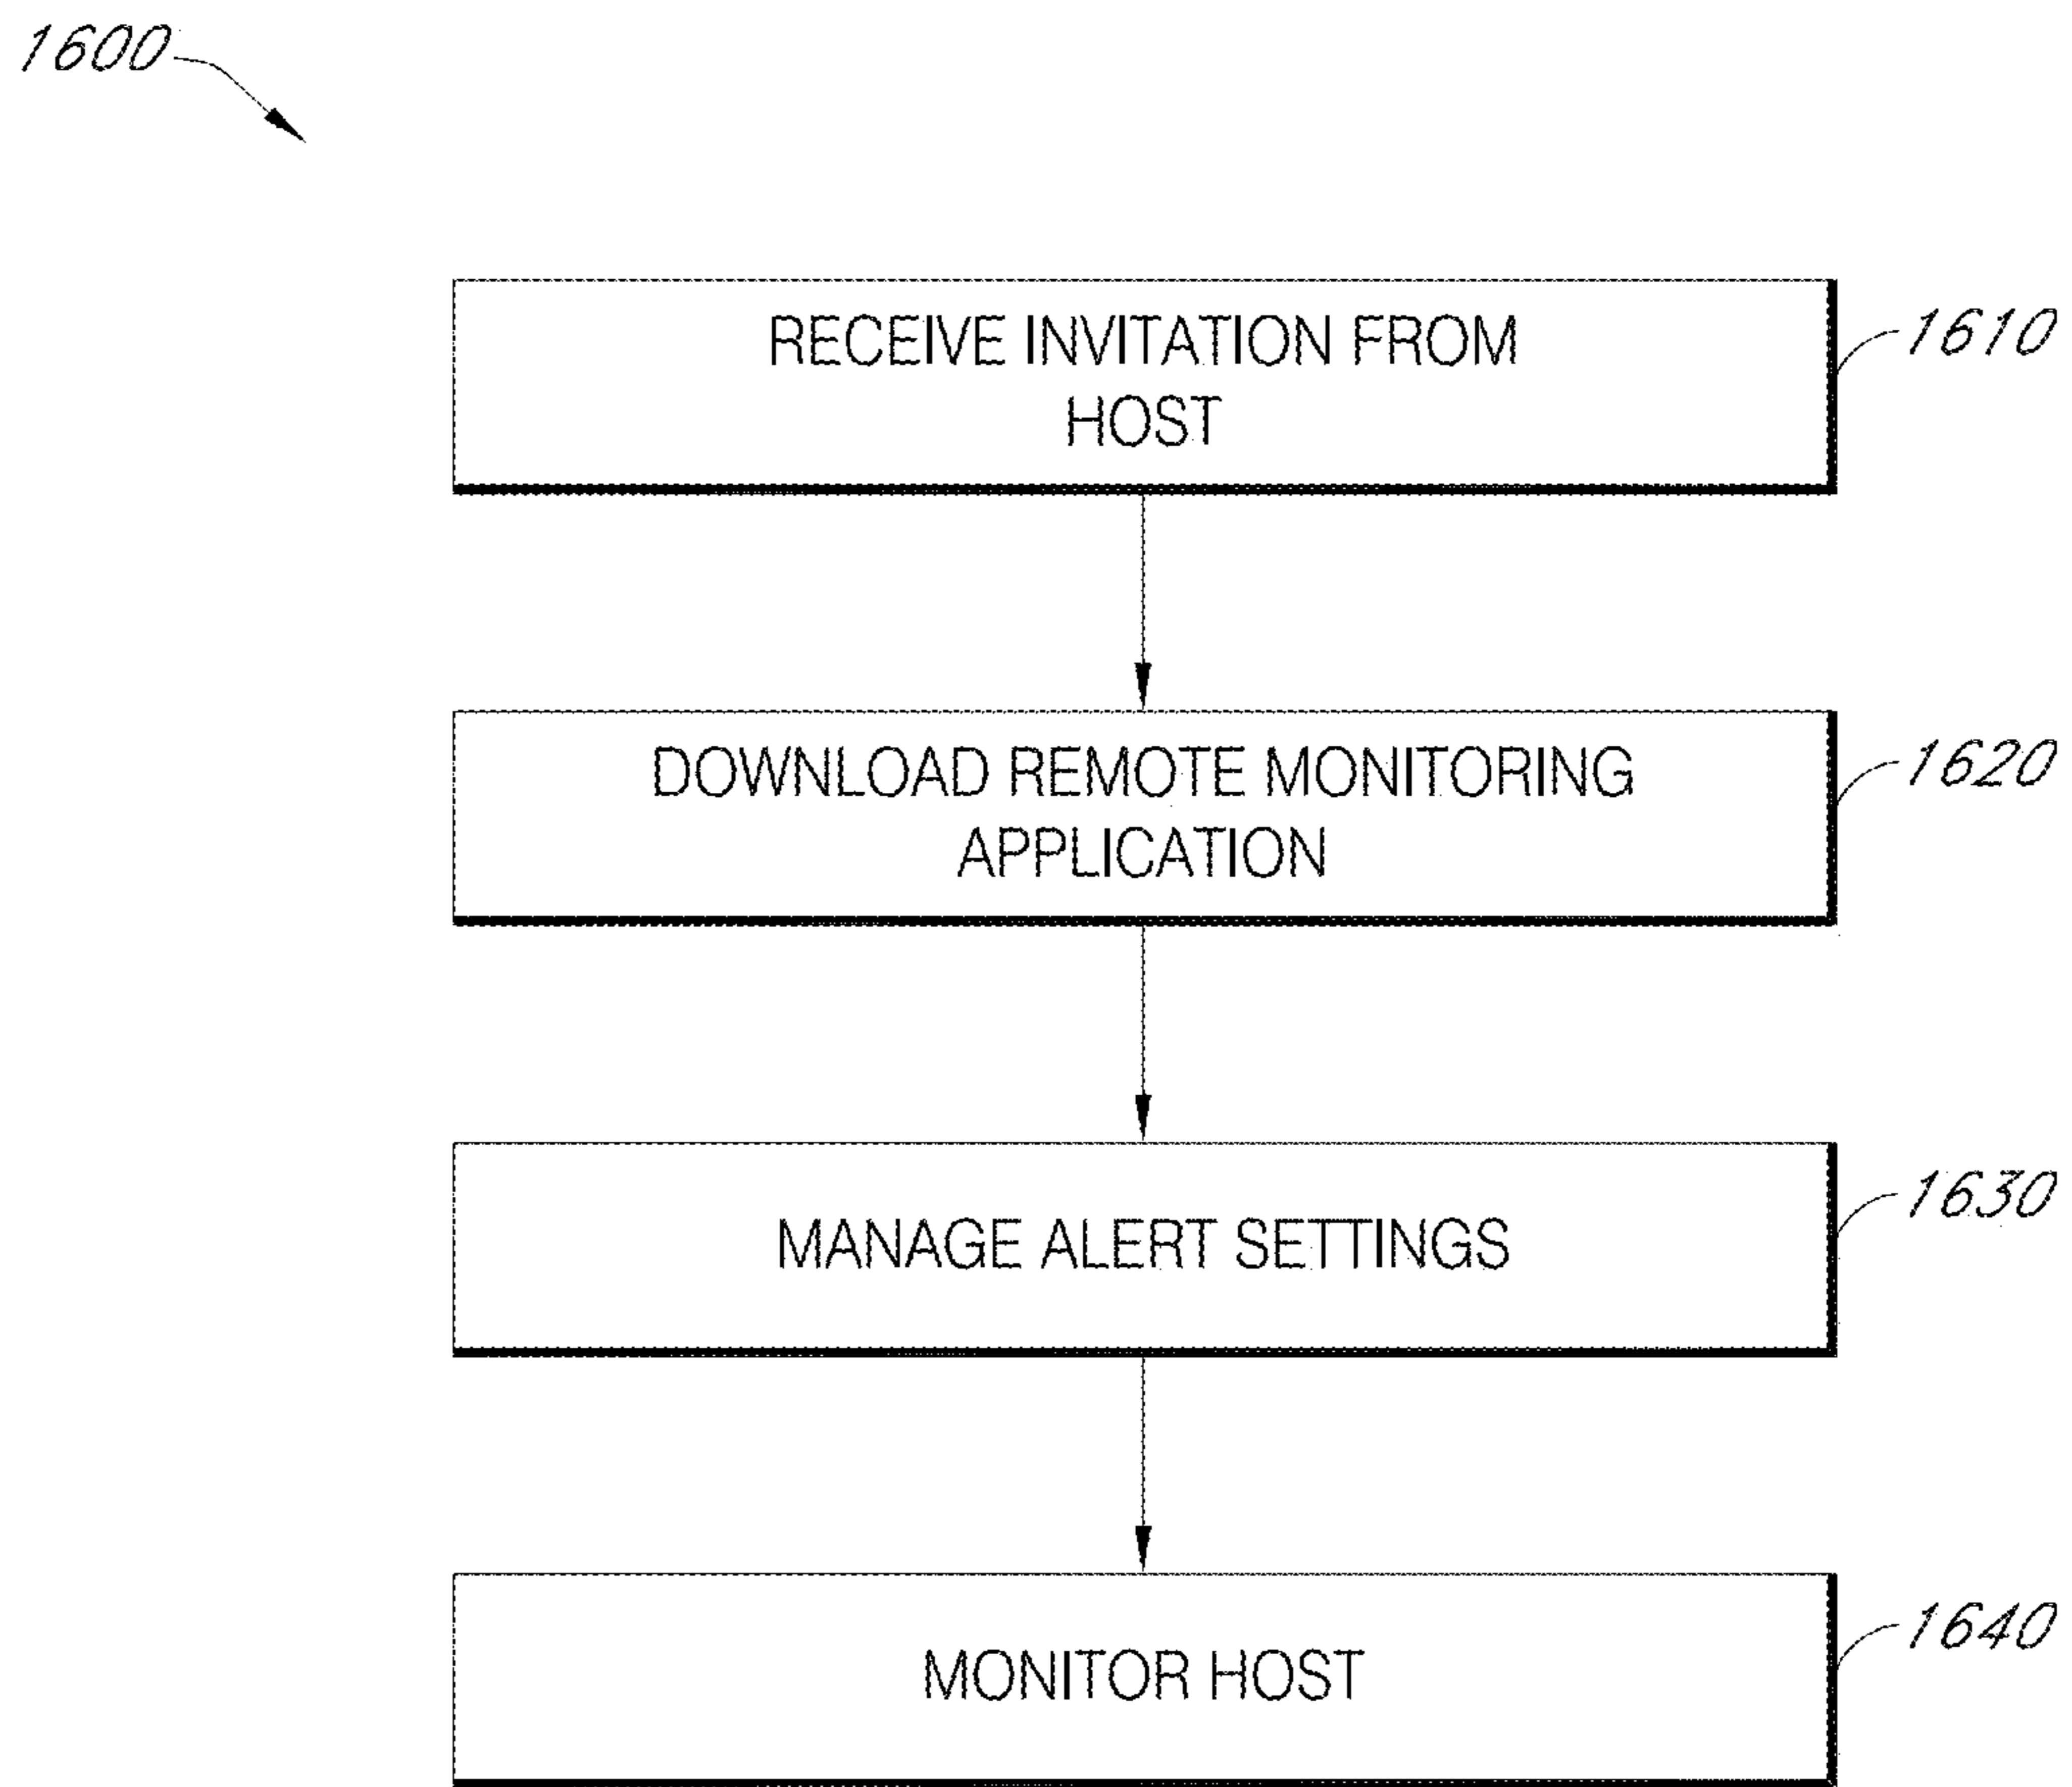 1600
RECEIVE INVITATION FROM
HOST
1610
DOWNLOAD REMOTE MONITORING
APPLICATION
1620
MANAGE ALERT SETTINGS
1630
MONITOR HOST
1640